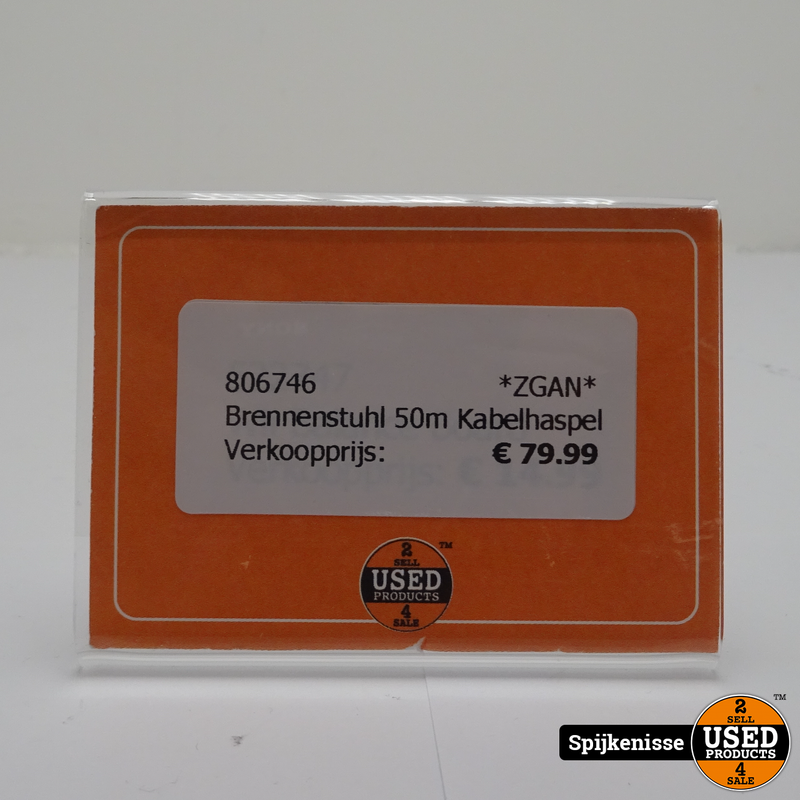 806746 *ZGAN*
Brennenstuhl 50m Kabelhaspel
Verkoopprijs: € 79.99
2
SELL
USED
PRODUCTS
4
SALE
TM
Spijkenisse
2
SELL
USED
PRODUCTS
4
SALE
TM